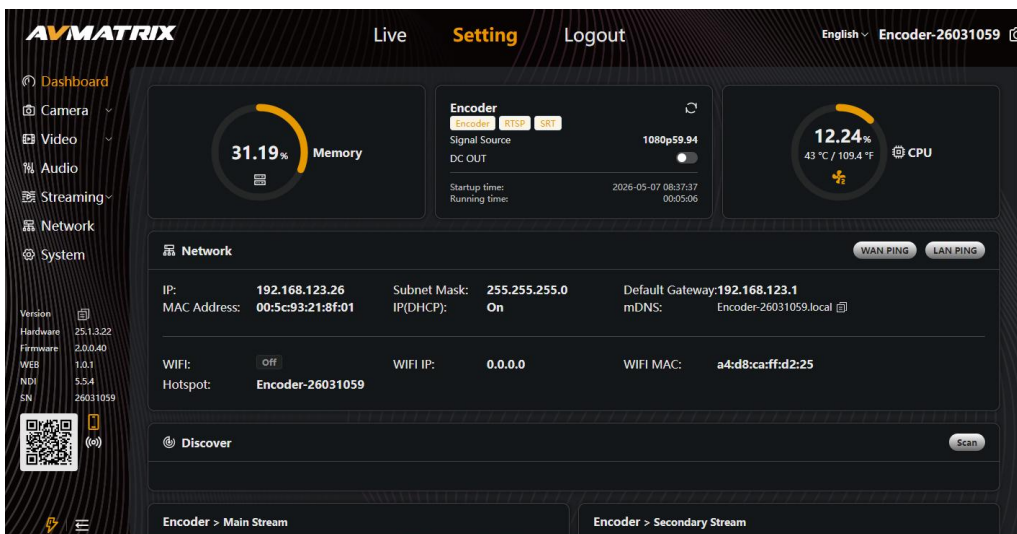 AVMATRIX
Live Setting Logout
English Encoder-26031059
Dashboard
Camera
Video
Audio
Streaming
Network
System
Version
Hardware 25.1.3.22
Firmware 2.0.0.40
WEB 1.0.1
NDI 5.5.4
SN 26031059
31.19%
Memory
Encoder
Encoder RTSP SRT
Signal Source 1080p59.94
DC OUT
Startup time: 2026-05-07 08:37:37
Running time: 00:05:06
12.24%
43 °C / 109.4 °F
CPU
Network
WAN PING LAN PING
IP: 192.168.123.26 Subnet Mask: 255.255.255.0 Default Gateway:192.168.123.1
MAC Address: 00:5c:93:21:8f:01 IP(DHCP): On mDNS: Encoder-26031059.local
WIFI: Off WIFI IP: 0.0.0.0 WIFI MAC: a4:d8:ca:ff:d2:25
Hotspot: Encoder-26031059
Discover
Scan
Encoder > Main Stream
Encoder > Secondary Stream